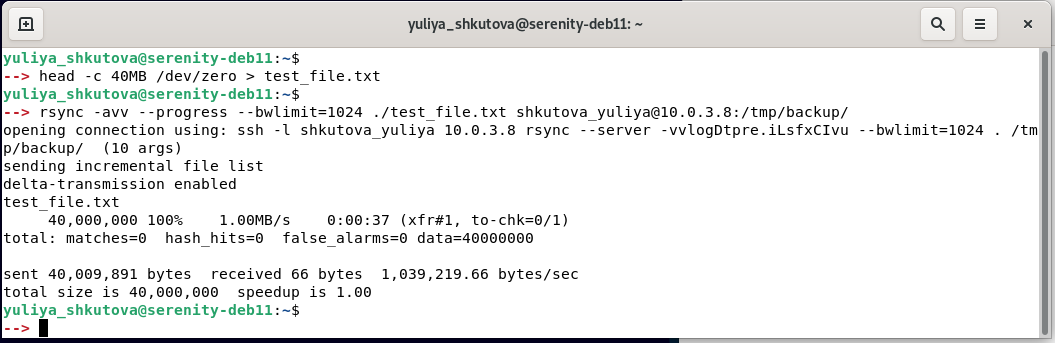 yuliya_shkutova@serenity-deb11: ~
yuliya_shkutova@serenity-deb11:~$
--> head -c 40MB /dev/zero > test_file.txt
yuliya_shkutova@serenity-deb11:~$
--> rsync -avv --progress --bwlimit=1024 ./test_file.txt shkutova_yuliya@10.0.3.8:/tmp/backup/
opening connection using: ssh -l shkutova_yuliya 10.0.3.8 rsync --server -vvlogDtpre.iLsfxCIvu --bwlimit=1024 . /tm
p/backup/  (10 args)
sending incremental file list
delta-transmission enabled
test_file.txt
     40,000,000 100%    1.00MB/s    0:00:37 (xfr#1, to-chk=0/1)
total: matches=0  hash_hits=0  false_alarms=0 data=40000000
sent 40,009,891 bytes  received 66 bytes  1,039,219.66 bytes/sec
total size is 40,000,000  speedup is 1.00
yuliya_shkutova@serenity-deb11:~$
-->